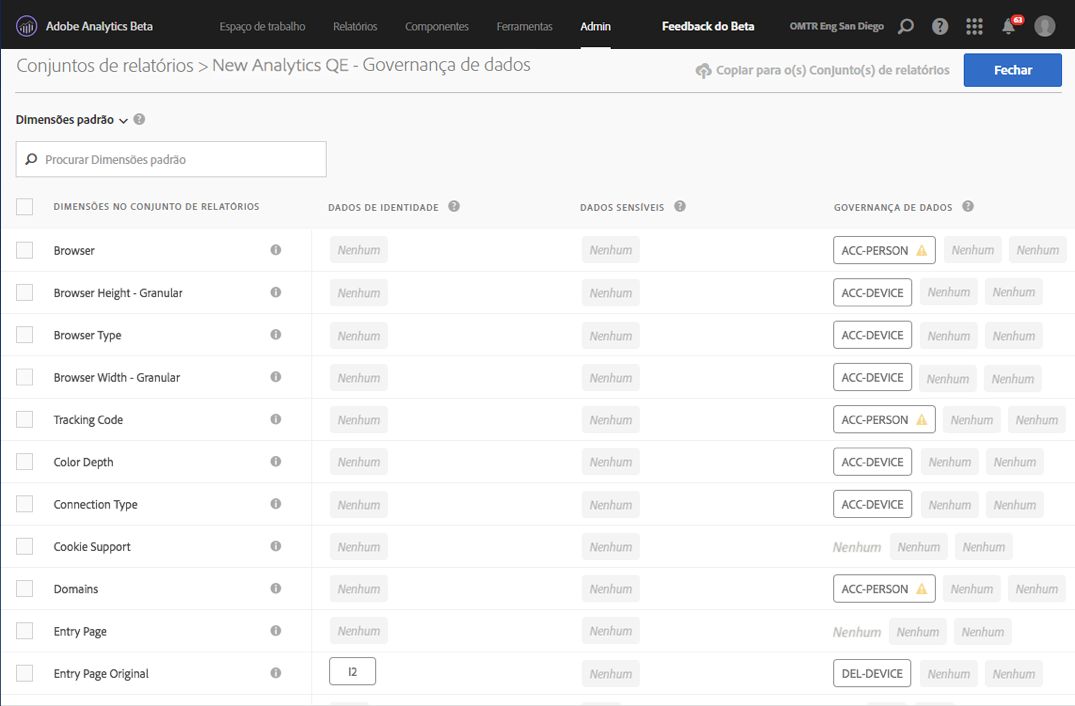 Adobe Analytics Beta Espaço de trabalho Relatórios Componentes Ferramentas Admin Feedback do Beta OMTR Eng San Diego 63
Conjuntos de relatórios > New Analytics QE - Governança de dados Copiar para o(s) Conjunto(s) de relatórios Fechar
Dimensões padrão
Procurar Dimensões padrão
DIMENSÕES NO CONJUNTO DE RELATÓRIOS DADOS DE IDENTIDADE DADOS SENSÍVEIS GOVERNANÇA DE DADOS
Browser Nenhum Nenhum ACC-PERSON Nenhum Nenhum
Browser Height - Granular Nenhum Nenhum ACC-DEVICE Nenhum Nenhum
Browser Type Nenhum Nenhum ACC-DEVICE Nenhum Nenhum
Browser Width - Granular Nenhum Nenhum ACC-DEVICE Nenhum Nenhum
Tracking Code Nenhum Nenhum ACC-PERSON Nenhum Nenhum
Color Depth Nenhum Nenhum ACC-DEVICE Nenhum Nenhum
Connection Type Nenhum Nenhum ACC-DEVICE Nenhum Nenhum
Cookie Support Nenhum Nenhum Nenhum Nenhum Nenhum
Domains Nenhum Nenhum ACC-PERSON Nenhum Nenhum
Entry Page Nenhum Nenhum Nenhum Nenhum Nenhum
Entry Page Original I2 Nenhum DEL-DEVICE Nenhum Nenhum